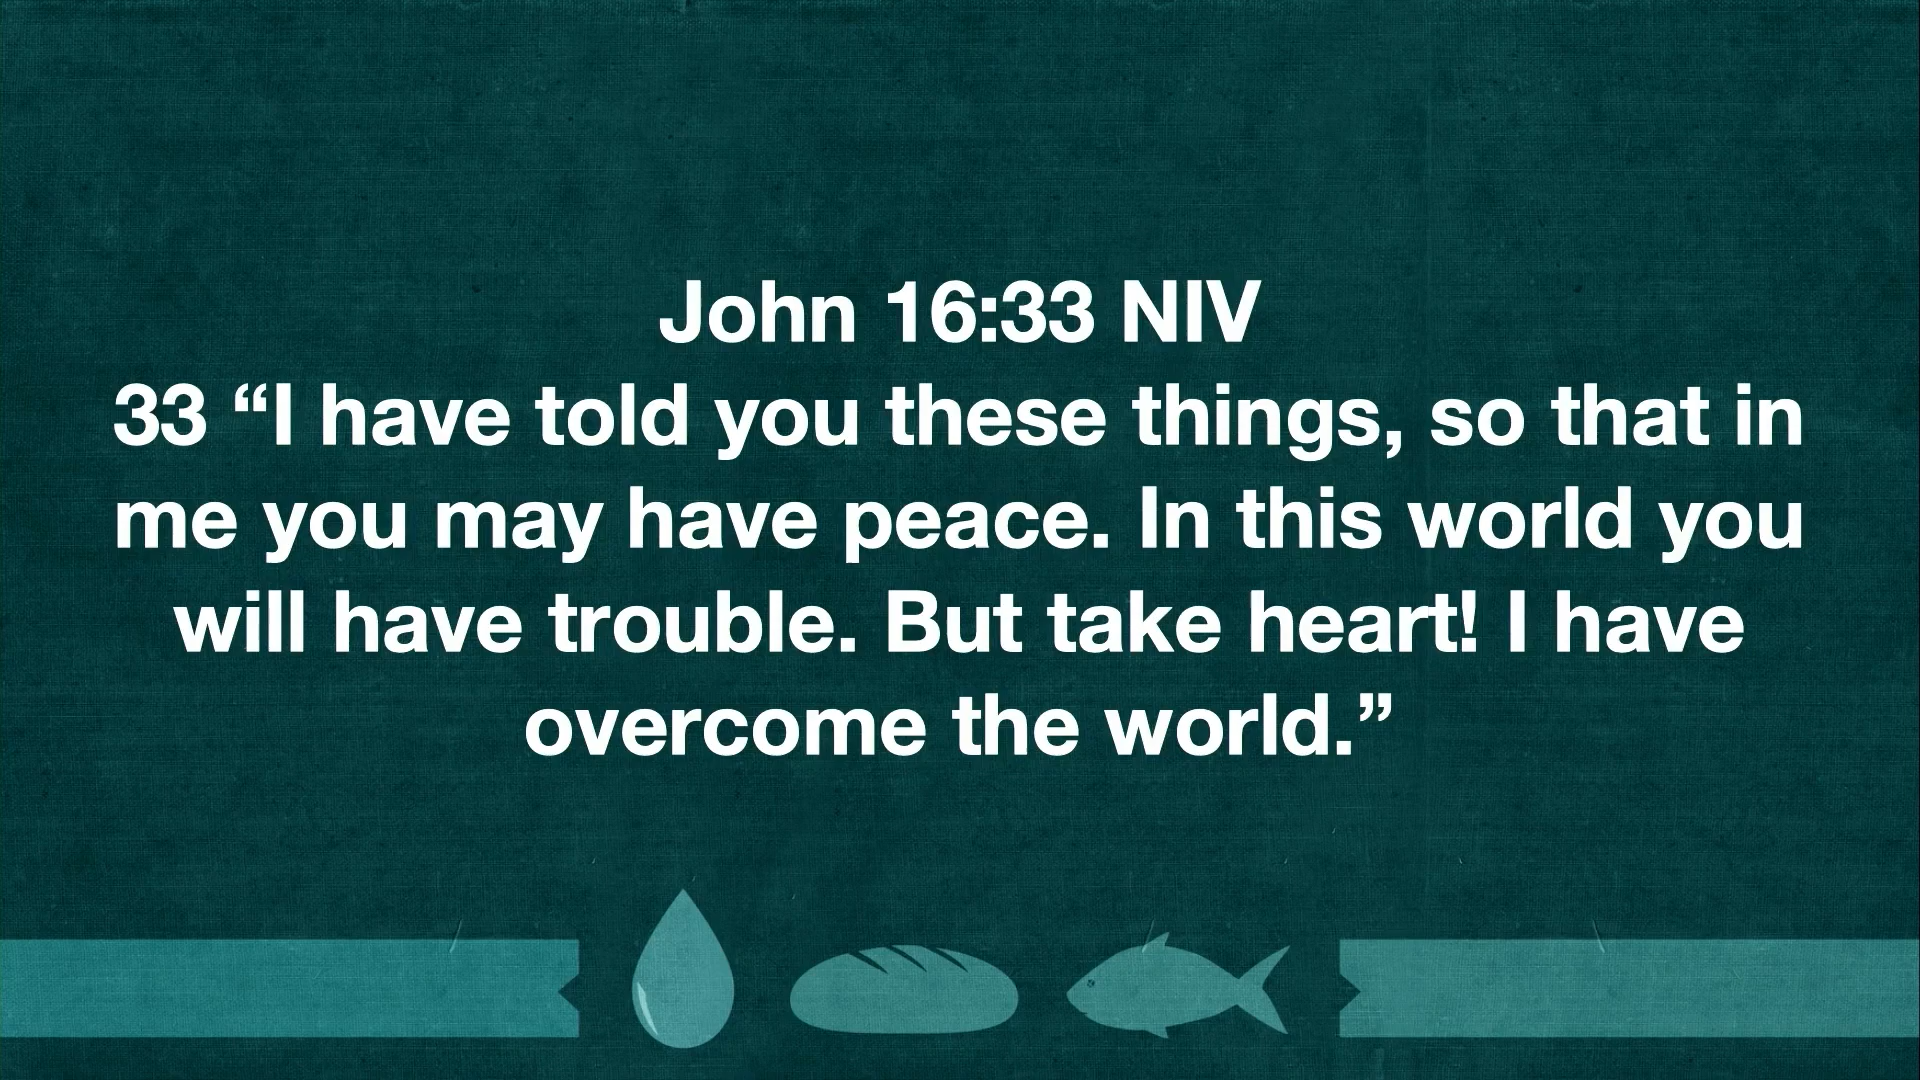 John 16:33 NIV
33 “I have told you these things, so that in
me you may have peace. In this world you
will have trouble. But take heart! I have
overcome the world.”